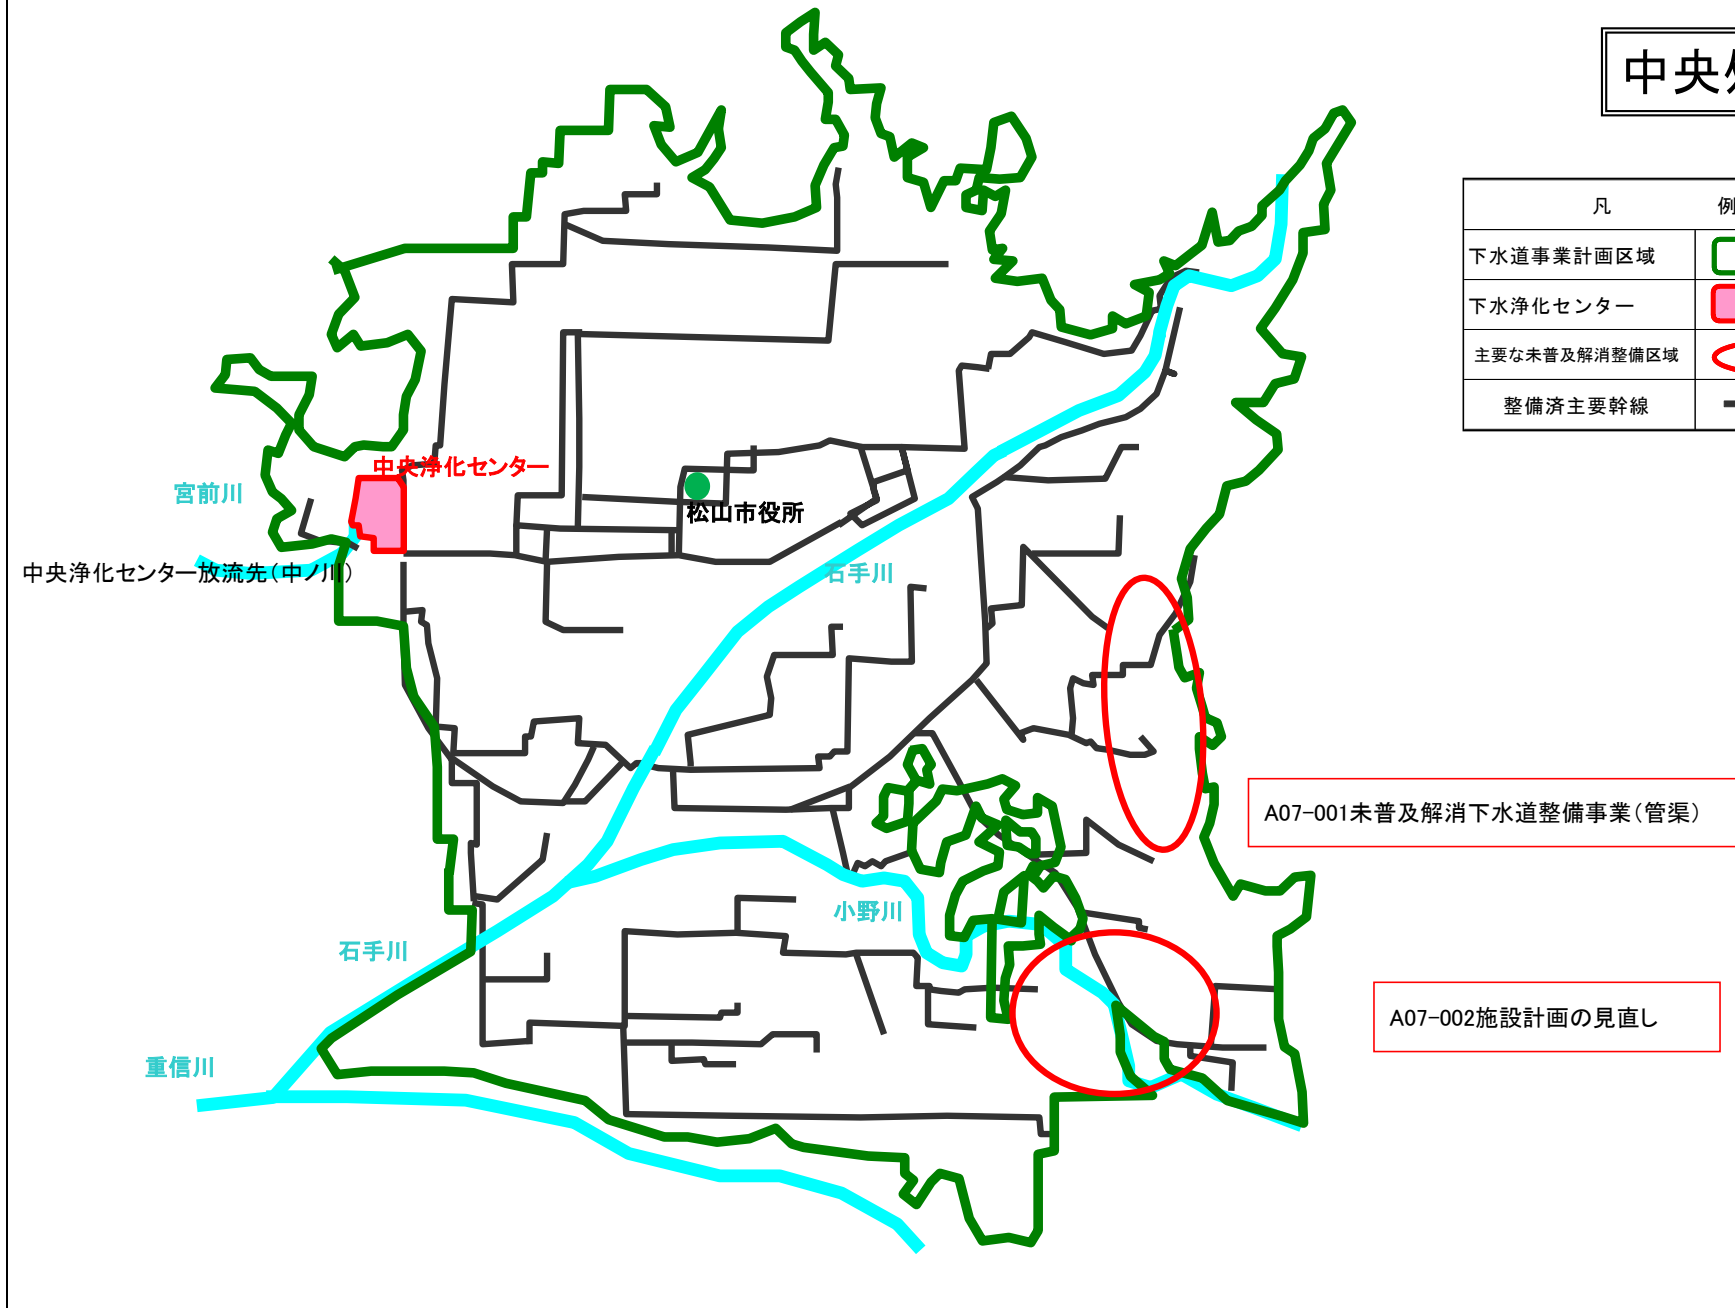 中央
凡 例
下水道事業計画区域
下水浄化センター
主要な未普及解消整備区域
整備済主要幹線
中央浄化センター
宮前川
松山市役所
中央浄化センター放流先(中ノ川)
石手川
A07-001未普及解消下水道整備事業(管渠)
小野川
石手川
A07-002施設計画の見直し
重信川